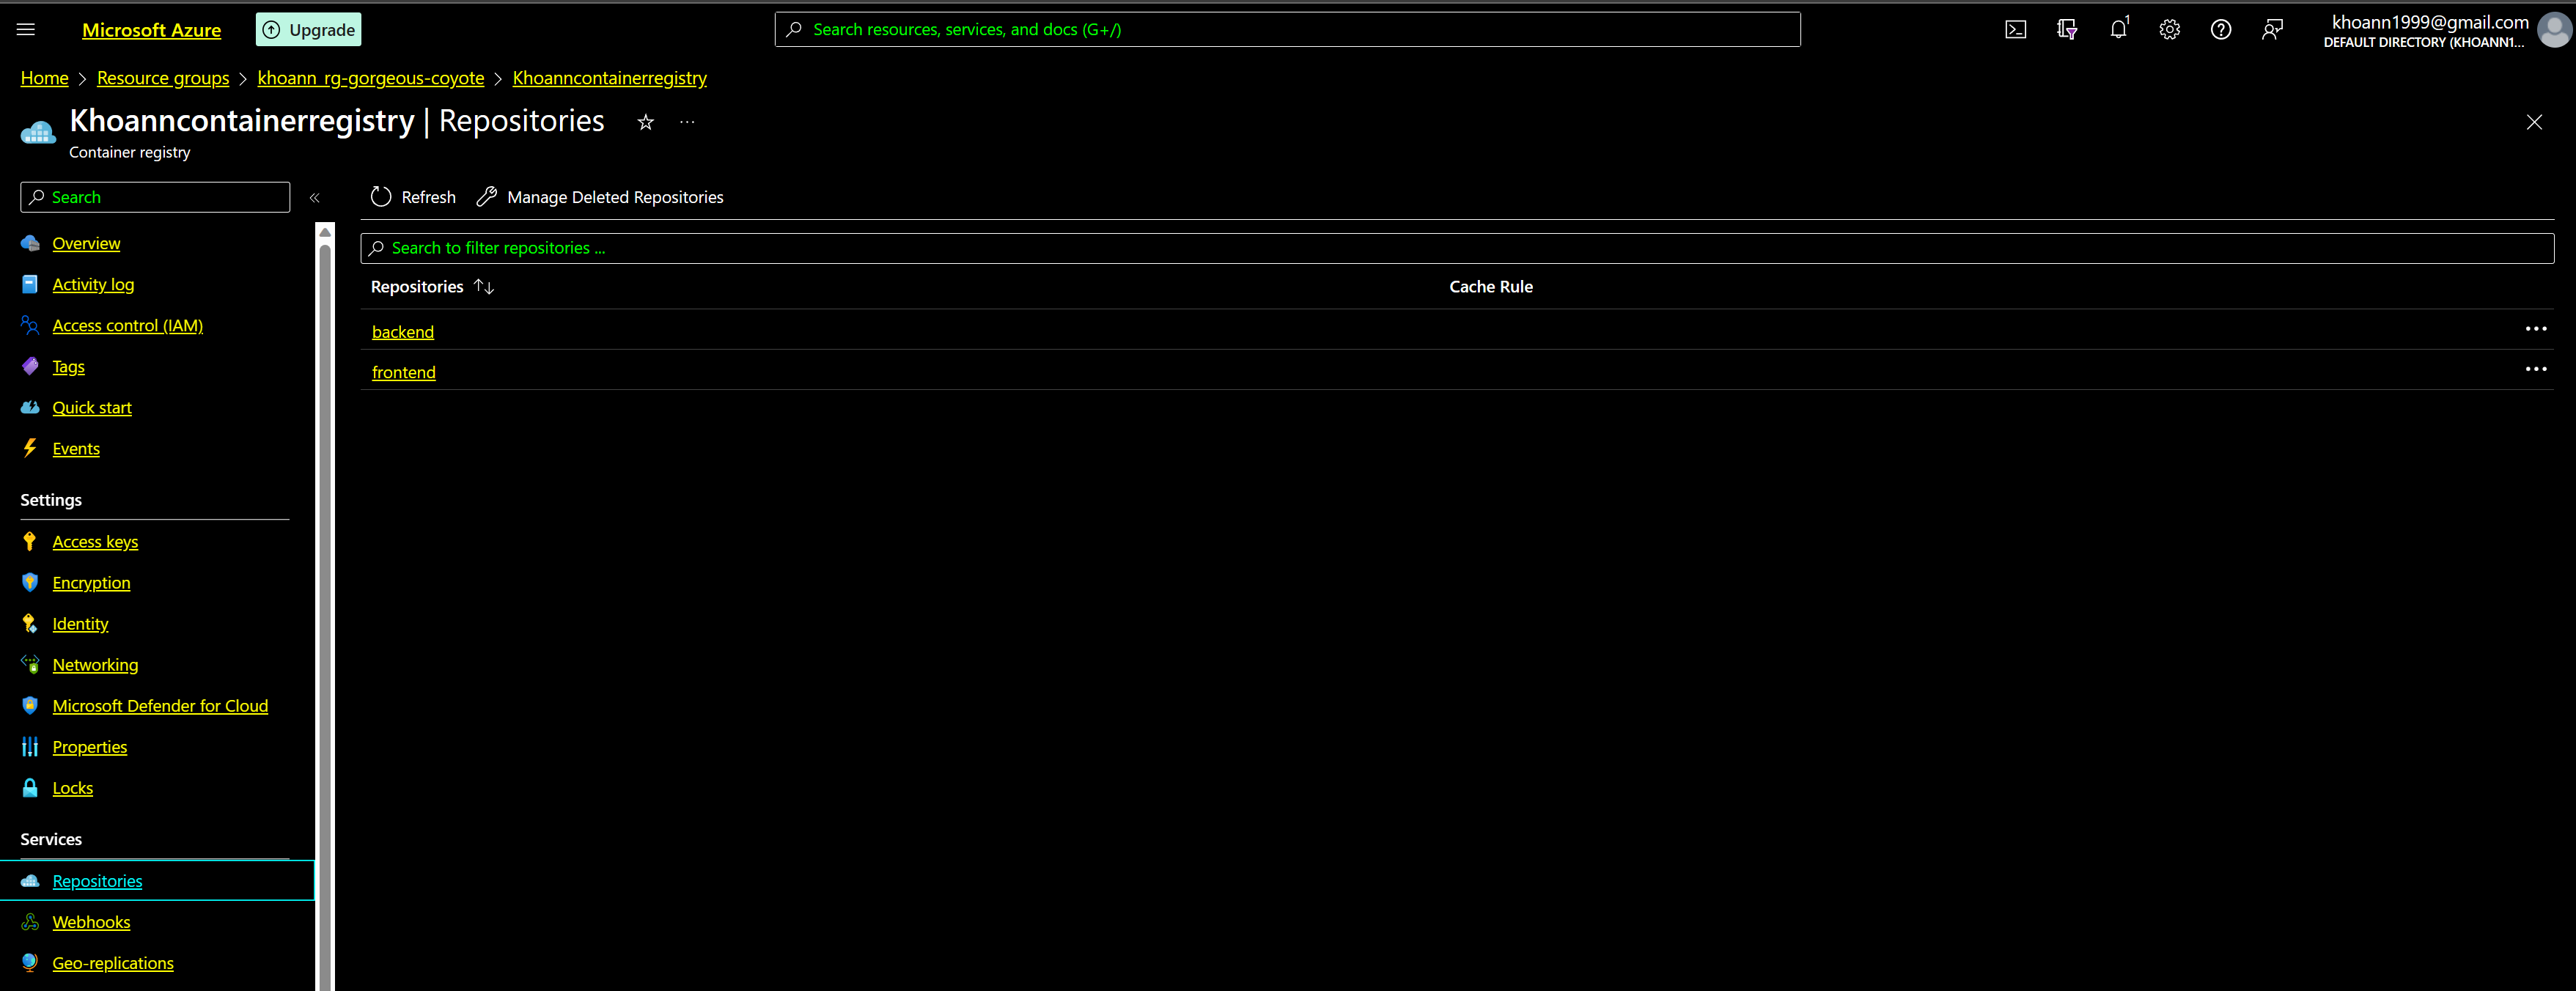 Microsoft Azure
Upgrade
Search resources, services, and docs (G+/)
1
khoann1999@gmail.com
DEFAULT DIRECTORY (KHOANN1...
Home > Resource groups > khoann_rg-gorgeous-coyote > Khoanncontainerregistry
Khoanncontainerregistry | Repositories
...
Container registry
Search
«
Refresh
Manage Deleted Repositories
Search to filter repositories ...
Repositories
Cache Rule
backend
frontend
Overview
Activity log
Access control (IAM)
Tags
Quick start
Events
Settings
Access keys
Encryption
Identity
Networking
Microsoft Defender for Cloud
Properties
Locks
Services
Repositories
Webhooks
Geo-replications